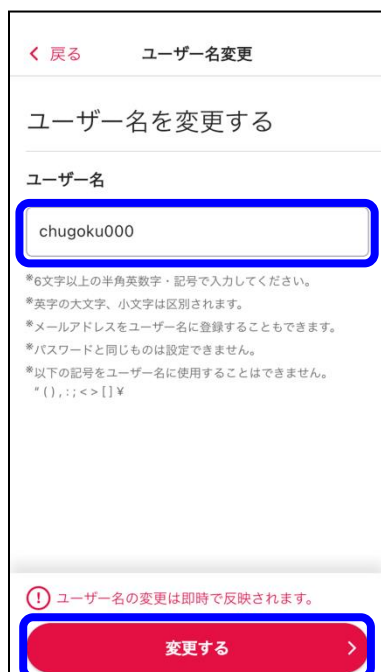 戻る ユーザー名変更
ユーザー名を変更する
ユーザー名
chugoku000
※6文字以上の半角英数字・記号で入力してください。
※英字の大文字、小文字は区別されます。
※メールアドレスをユーザー名に登録することもできます。
※パスワードと同じものは設定できません。
※以下の記号をユーザー名に使用することはできません。
"(),:;<>[]¥
ユーザー名の変更は即時で反映されます。
変更する